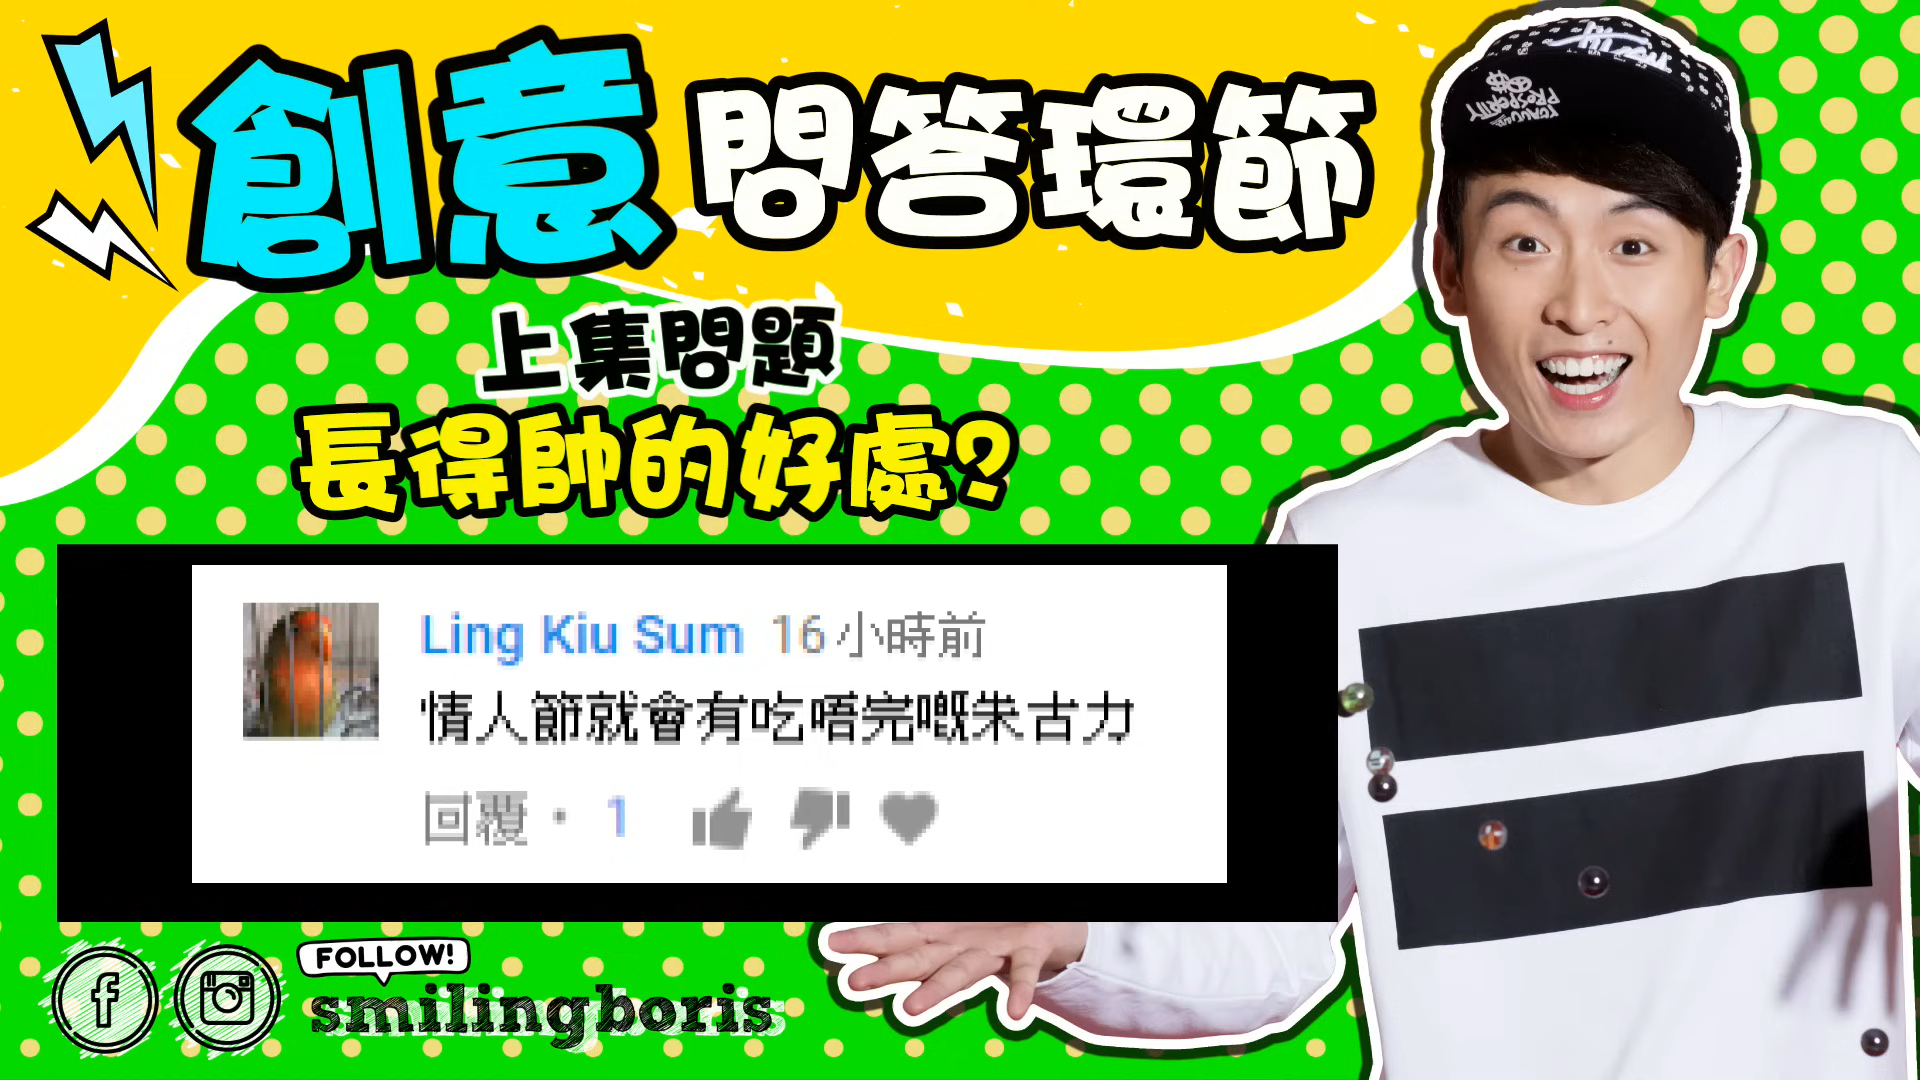 創意問答環節
上集問題
長得帥的好處?
Ling Kiu Sum 16 小時前
情人節就會有吃唔完嘅朱古力
回覆 · 1
FOLLOW!
smilingboris
PROSPERITY